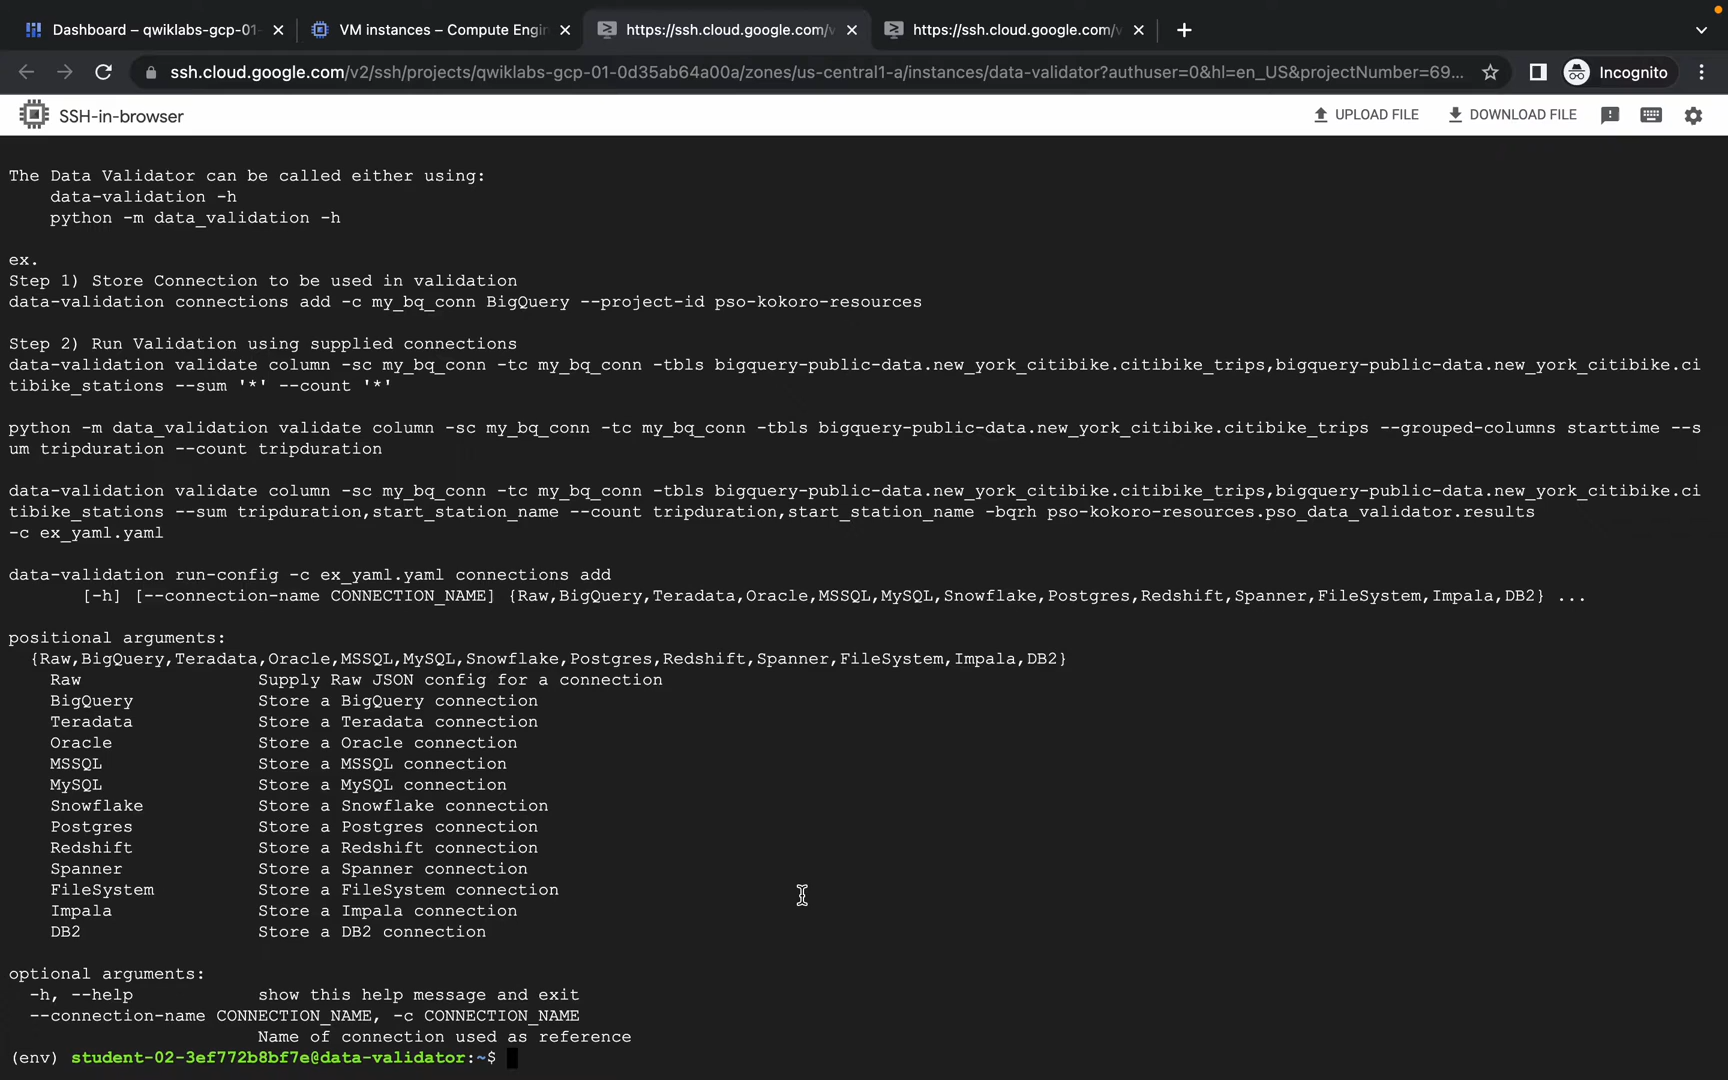 Dashboard – qwiklabs-gcp-01-
VM instances – Compute Engin
https://ssh.cloud.google.com/v
https://ssh.cloud.google.com/v
ssh.cloud.google.com/v2/ssh/projects/qwiklabs-gcp-01-0d35ab64a00a/zones/us-central1-a/instances/data-validator?authuser=0&hl=en_US&projectNumber=69...
Incognito
SSH-in-browser
UPLOAD FILE
DOWNLOAD FILE
The Data Validator can be called either using:
data-validation -h
python -m data_validation -h
ex.
Step 1) Store Connection to be used in validation
data-validation connections add -c my_bq_conn BigQuery --project-id pso-kokoro-resources
Step 2) Run Validation using supplied connections
data-validation validate column -sc my_bq_conn -tc my_bq_conn -tbls bigquery-public-data.new_york_citibike.citibike_trips,bigquery-public-data.new_york_citibike.ci
tibike_stations --sum '*' --count '*'
python -m data_validation validate column -sc my_bq_conn -tc my_bq_conn -tbls bigquery-public-data.new_york_citibike.citibike_trips --grouped-columns starttime --s
um tripduration --count tripduration
data-validation validate column -sc my_bq_conn -tc my_bq_conn -tbls bigquery-public-data.new_york_citibike.citibike_trips,bigquery-public-data.new_york_citibike.ci
tibike_stations --sum tripduration,start_station_name --count tripduration,start_station_name -bqrh pso-kokoro-resources.pso_data_validator.results
-c ex_yaml.yaml
data-validation run-config -c ex_yaml.yaml connections add
[-h] [--connection-name CONNECTION_NAME] {Raw,BigQuery,Teradata,Oracle,MSSQL,MySQL,Snowflake,Postgres,Redshift,Spanner,FileSystem,Impala,DB2} ...
positional arguments:
{Raw,BigQuery,Teradata,Oracle,MSSQL,MySQL,Snowflake,Postgres,Redshift,Spanner,FileSystem,Impala,DB2}
Raw Supply Raw JSON config for a connection
BigQuery Store a BigQuery connection
Teradata Store a Teradata connection
Oracle Store a Oracle connection
MSSQL Store a MSSQL connection
MySQL Store a MySQL connection
Snowflake Store a Snowflake connection
Postgres Store a Postgres connection
Redshift Store a Redshift connection
Spanner Store a Spanner connection
FileSystem Store a FileSystem connection
Impala Store a Impala connection
DB2 Store a DB2 connection
optional arguments:
-h, --help show this help message and exit
--connection-name CONNECTION_NAME, -c CONNECTION_NAME
Name of connection used as reference
(env) student-02-3ef772b8bf7e@data-validator:~$